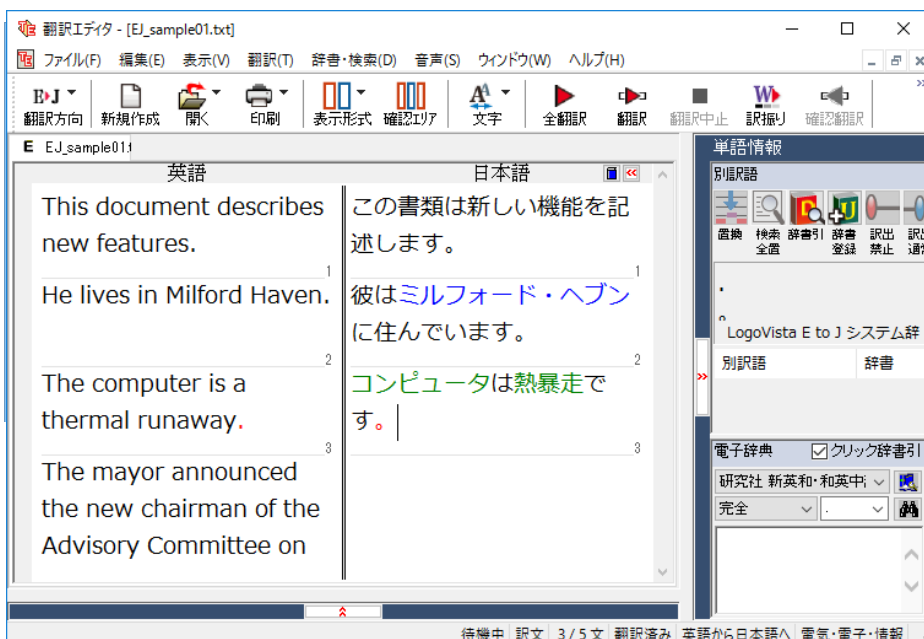 翻訳エディタ - [EJ_sample01.txt]
ファイル(F) 編集(E) 表示(V) 翻訳(T) 辞書・検索(D) 音声(S) ウィンドウ(W) ヘルプ(H)
翻訳方向 新規作成 開く 印刷 表示形式 確認エリア 文字 全翻訳 翻訳 翻訳中止 訳振り 確認翻訳
E EJ_sample01.t
英語 日本語
This document describes
new features.
1
この書類は新しい機能を記
述します。
1
He lives in Milford Haven.
2
彼はミルフォード・ヘブン
に住んでいます。
2
The computer is a
thermal runaway.
3
コンピュータは熱暴走で
す。
3
The mayor announced
the new chairman of the
Advisory Committee on
単語情報
別訳語
置換 検索全置 辞書引 辞書登録 訳出禁止
.
。
LogoVista E to J システム辞
別訳語 辞書
電子辞典 クリック辞書引
研究社 新英和・和英中
完全 .
待機中 訳文 3/5文 翻訳済み 英語から日本語へ 電気・電子・情報